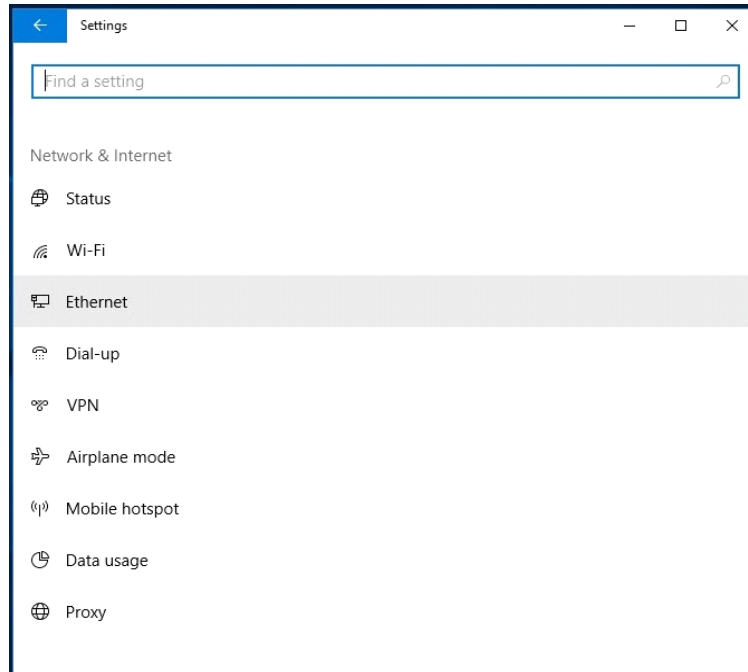 Settings
Find a setting
Network & Internet
Status
Wi-Fi
Ethernet
Dial-up
VPN
Airplane mode
Mobile hotspot
Data usage
Proxy